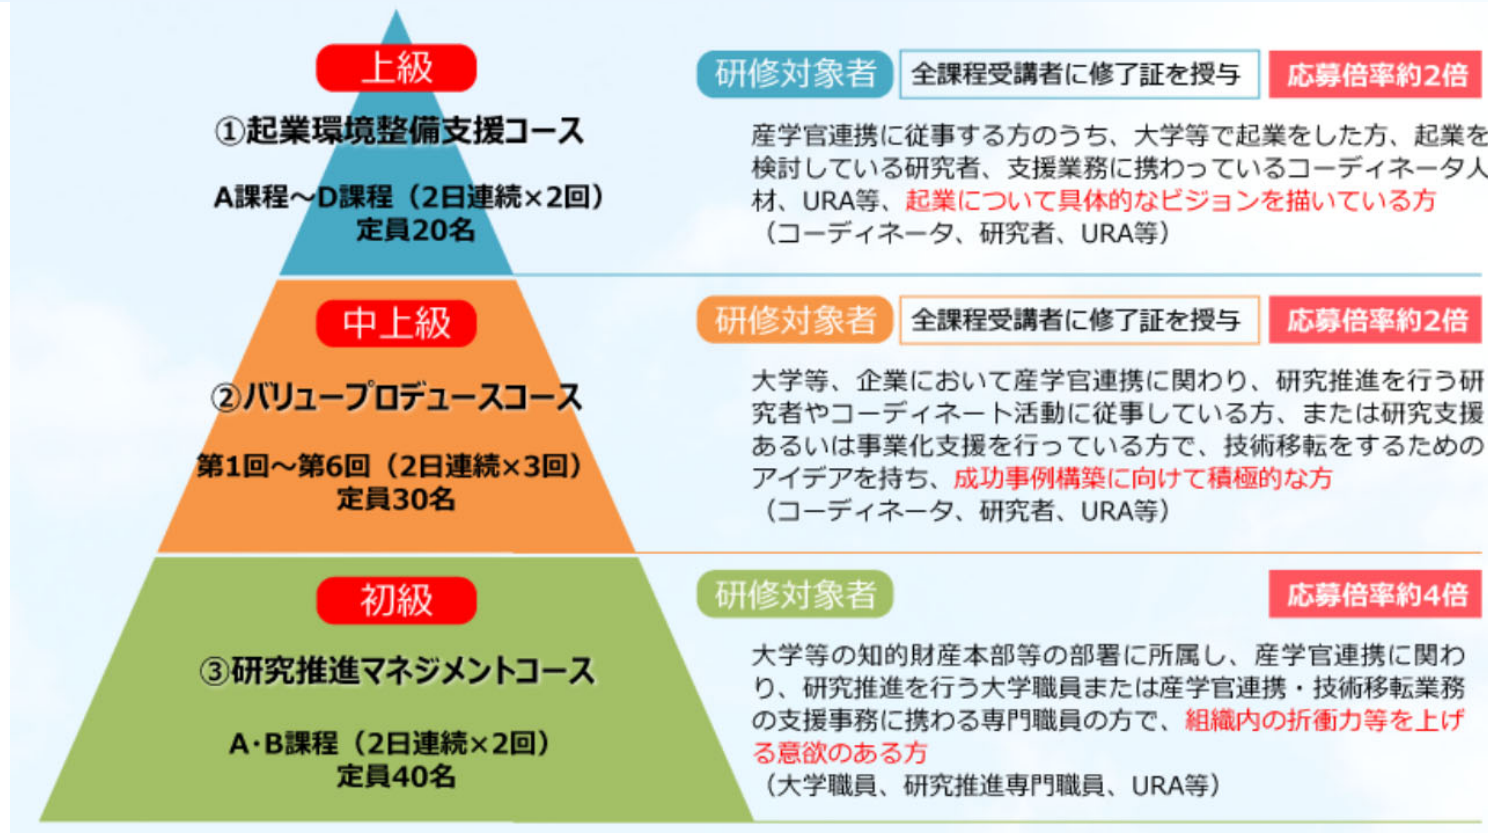 上級
①起業環境整備支援コース
A課程～D課程（2日連続×2回）
定員20名
研修対象者
全課程受講者に修了証を授与
応募倍率約2倍
産学官連携に従事する方のうち、大学等で起業をした方、起業を
検討している研究者、支援業務に携わっているコーディネータ人
材、URA等、起業について具体的なビジョンを描いている方
（コーディネータ、研究者、URA等）
中上級
②バリュープロデュースコース
第1回～第6回（2日連続×3回）
定員30名
研修対象者
全課程受講者に修了証を授与
応募倍率約2倍
大学等、企業において産学官連携に関わり、研究推進を行う研
究者やコーディネート活動に従事している方、または研究支援
あるいは事業化支援を行っている方で、技術移転をするための
アイデアを持ち、成功事例構築に向けて積極的な方
（コーディネータ、研究者、URA等）
初級
③研究推進マネジメントコース
A･B課程（2日連続×2回）
定員40名
研修対象者
応募倍率約4倍
大学等の知的財産本部等の部署に所属し、産学官連携に関わ
り、研究推進を行う大学職員または産学官連携・技術移転業務
の支援事務に携わる専門職員の方で、組織内の折衝力等を上げ
る意欲のある方
（大学職員、研究推進専門職員、URA等）